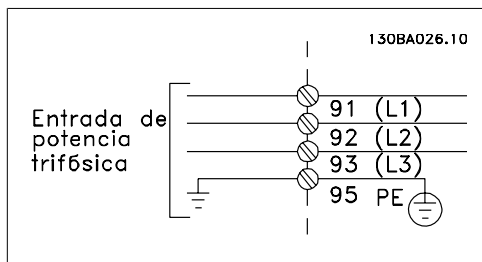 130BA026.10
Entrada de
potencia
trifósica
91 (L1)
92 (L2)
93 (L3)
95 PE